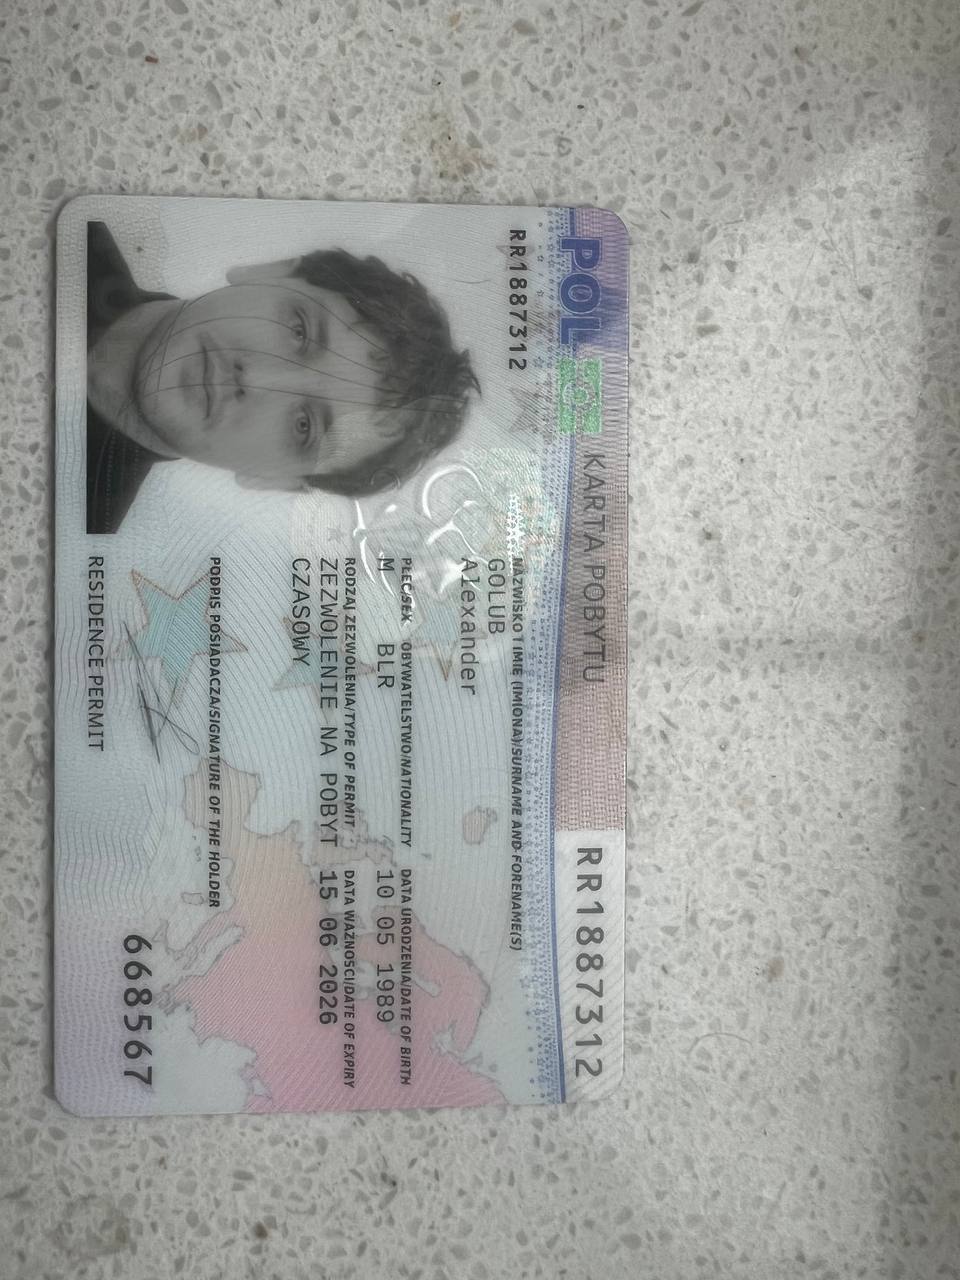 POL
KARTA POBYTU
RR1887312
RR1887312
NAZWISKO I IMIĘ (IMIONA)/SURNAME AND FORENAME(S)
GOLUB
Alexander
PŁEĆ/SEX OBYWATELSTWO/NATIONALITY DATA URODZENIA/DATE OF BIRTH
M BLR 10 05 1989
RODZAJ ZEZWOLENIA/TYPE OF PERMIT DATA WAŻNOŚCI/DATE OF EXPIRY
ZEZWOLENIE NA POBYT 15 06 2026
CZASOWY
PODPIS POSIADACZA/SIGNATURE OF THE HOLDER
668567
RESIDENCE PERMIT